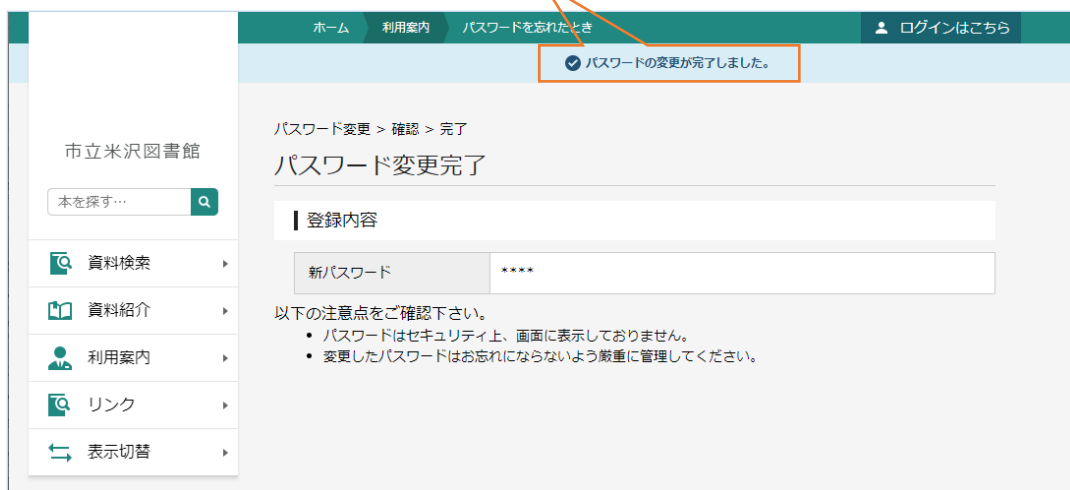 ホーム 利用案内 パスワードを忘れたとき ログインはこちら
パスワードの変更が完了しました。
市立米沢図書館
本を探す…
資料検索
資料紹介
利用案内
リンク
表示切替
パスワード変更 > 確認 > 完了
パスワード変更完了
登録内容
新パスワード ****
以下の注意点をご確認下さい。
• パスワードはセキュリティ上、画面に表示しておりません。
• 変更したパスワードはお忘れにならないよう厳重に管理してください。